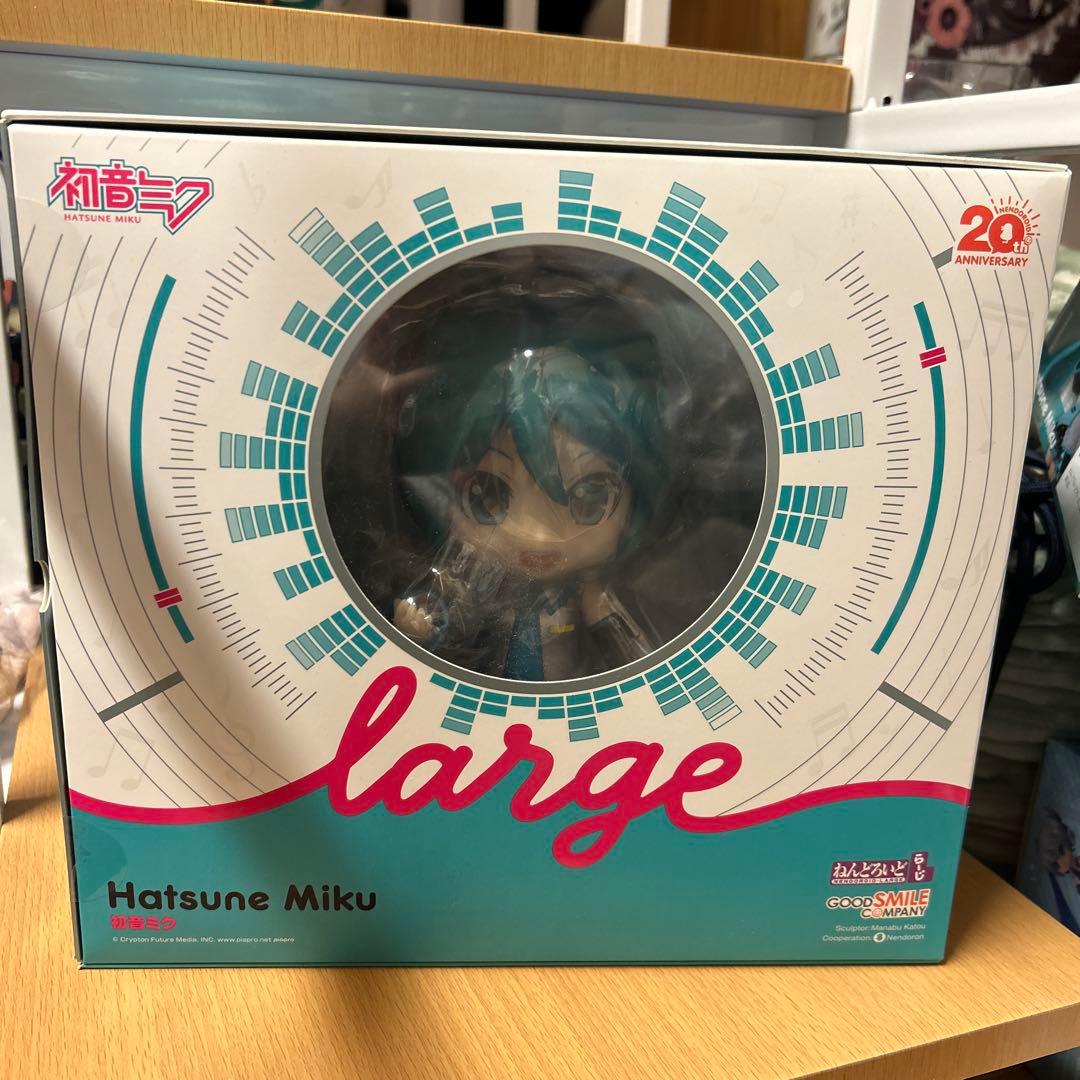 初音ミク
HATSUNE MIKU
NENDOROID
20th
ANNIVERSARY
large
Hatsune Miku
初音ミク
© Crypton Future Media, INC. www.piapro.net piapro
ねんどろいど
らーじ
NENDOROID LARGE
GOOD SMILE
COMPANY
Sculptor: Manabu Katou
Cooperation: Nendoron